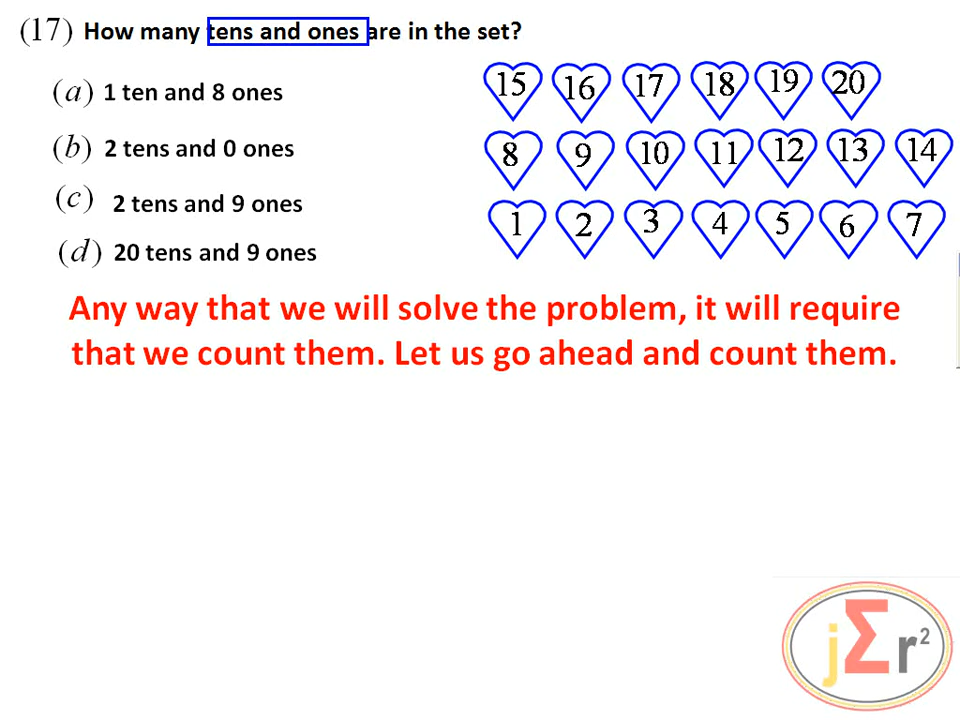 (17) How many tens and ones are in the set?
(a) 1 ten and 8 ones
(b) 2 tens and 0 ones
(c) 2 tens and 9 ones
(d) 20 tens and 9 ones
15 16 17 18 19 20
8 9 10 11 12 13 14
1 2 3 4 5 6 7
Any way that we will solve the problem, it will require
that we count them. Let us go ahead and count them.
jΣr²